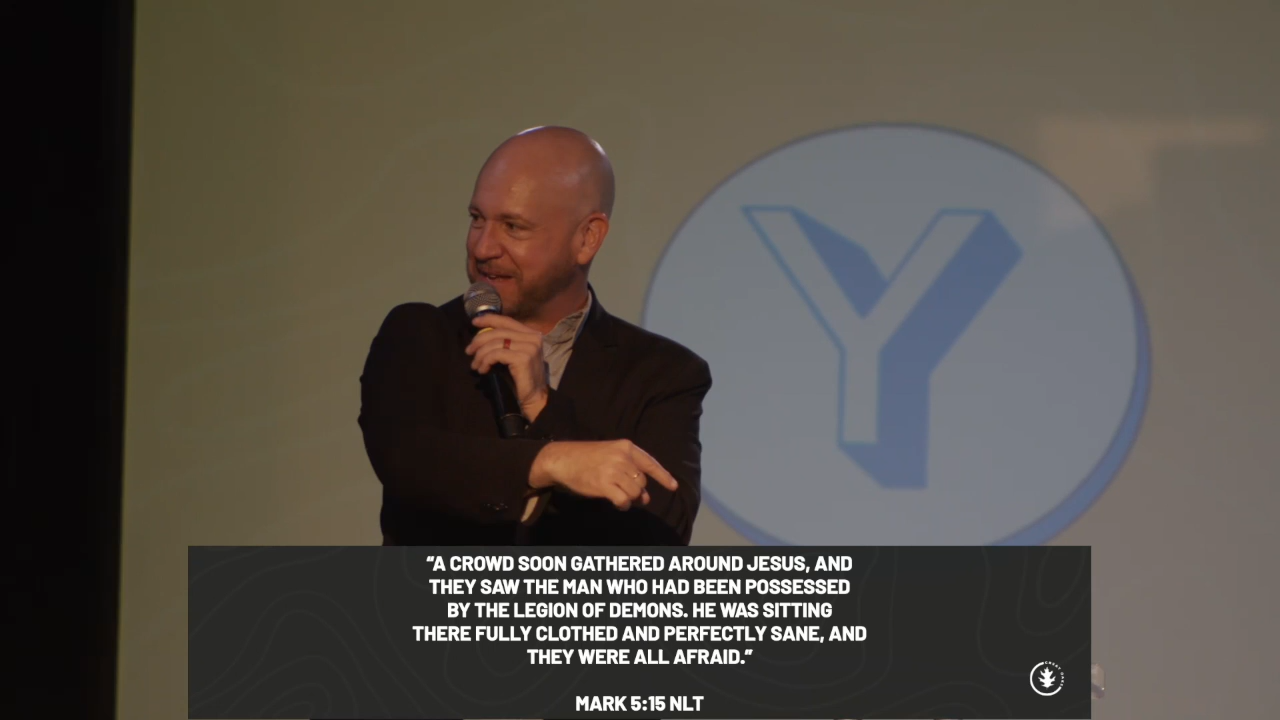 Y
“A CROWD SOON GATHERED AROUND JESUS, AND
THEY SAW THE MAN WHO HAD BEEN POSSESSED
BY THE LEGION OF DEMONS. HE WAS SITTING
THERE FULLY CLOTHED AND PERFECTLY SANE, AND
THEY WERE ALL AFRAID.”
MARK 5:15 NLT